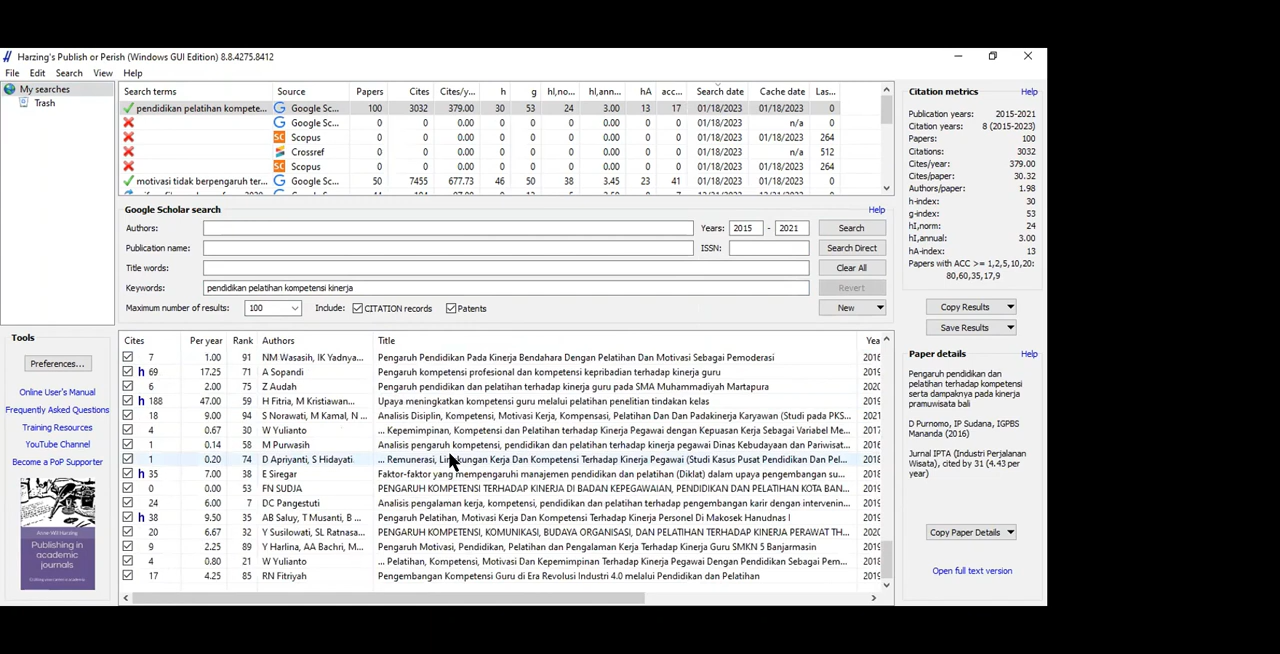 Harzing's Publish or Perish (Windows GUI Edition) 8.8.4275.8412
File Edit Search View Help
My searches
Trash
Search terms Source Papers Cites Cites/y... h g hI,no... hI,ann... hA acc... Search date Cache date Las...
pendidikan pelatihan kompete... Google Sc... 100 3032 379.00 30 53 24 3.00 13 17 01/18/2023 01/18/2023 0
Google Sc... 0 0 0.00 0 0 0 0.00 0 0 01/18/2023 n/a 0
Scopus 0 0 0.00 0 0 0 0.00 0 0 01/18/2023 01/18/2023 264
Crossref 0 0 0.00 0 0 0 0.00 0 0 01/18/2023 n/a 512
Scopus 0 0 0.00 0 0 0 0.00 0 0 01/18/2023 01/18/2023 264
motivasi tidak berpengaruh ter... Google Sc... 50 7455 677.73 46 50 38 3.45 23 41 01/18/2023 01/18/2023 0
Google Scholar search Help
Authors: Years: 2015 - 2021 Search
Publication name: ISSN: Search Direct
Title words: Clear All
Keywords: pendidikan pelatihan kompetensi kinerja Revert
Maximum number of results: 100 Include: CITATION records Patents New
Cites Per year Rank Authors Title Yea
7 1.00 91 NM Wasasih, IK Yadnya... Pengaruh Pendidikan Pada Kinerja Bendahara Dengan Pelatihan Dan Motivasi Sebagai Pemoderasi 2016
h 69 17.25 71 A Sopandi Pengaruh kompetensi profesional dan kompetensi kepribadian terhadap kinerja guru 2019
6 2.00 75 Z Audah Pengaruh pendidikan dan pelatihan terhadap kinerja guru pada SMA Muhammadiyah Martapura 2020
h 188 47.00 59 H Fitria, M Kristiawan... Upaya meningkatkan kompetensi guru melalui pelatihan penelitian tindakan kelas 2019
18 9.00 94 S Norawati, M Kamal, N ... Analisis Disiplin, Kompetensi, Motivasi Kerja, Kompensasi, Pelatihan Dan Dan Padakinerja Karyawan (Studi pada PKS... 2021
4 0.67 30 W Yulianto ... Kepemimpinan, Kompetensi dan Pelatihan Terhadap Kinerja Pegawai dengan Kepuasan Kerja Sebagai Variabel Me... 2017
1 0.14 58 M Purwasih Analisis pengaruh kompetensi, pendidikan dan pelatihan terhadap kinerja pegawai Dinas Kebudayaan dan Pariwisat... 2016
1 0.20 74 D Apriyanti, S Hidayati ... Remunerasi, Lingkungan Kerja Dan Kompetensi Terhadap Kinerja Pegawai (Studi Kasus Pusat Pendidikan Dan Pel... 2018
h 35 7.00 38 E Siregar Faktor-faktor yang mempengaruhi manajemen pendidikan dan pelatihan (Diklat) dalam upaya pengembangan su... 2018
0 0.00 53 FN SUDJA PENGARUH KOMPETENSI TERHADAP KINERJA DI BADAN KEPEGAWAIAN, PENDIDIKAN DAN PELATIHAN KOTA BAN... 2019
24 6.00 7 DC Pangestuti Analisis pengalaman kerja, kompetensi, pendidikan dan pelatihan terhadap pengembangan karir dengan interveni... 2019
h 38 9.50 35 AB Saluy, T Musanti, B ... Pengaruh Pelatihan, Motivasi Kerja Dan Kompetensi Terhadap Kinerja Personel Di Makosek Hanudnas I 2019
20 6.67 32 Y Susilowati, SL Ratnasa... PENGARUH KOMPETENSI, KOMUNIKASI, BUDAYA ORGANISASI, DAN PELATIHAN TERHADAP KINERJA PERAWAT TH... 2020
9 2.25 89 Y Harlina, AA Bachri, M... Pengaruh Motivasi, Pendidikan, Pelatihan dan Pengalaman Kerja Terhadap Kinerja Guru SMKN 5 Banjarmasin 2019
4 0.80 21 W Yulianto ... Pelatihan, Kompetensi Dan Kepemimpinan Terhadap Kinerja Pegawai Dengan Pendidikan Sebagai Pem... 2018
17 4.25 85 RN Fitriyah Pengembangan Kompetensi Guru di Era Revolusi Industri 4.0 melalui Pendidikan dan Pelatihan 2019
Tools
Preferences...
Online User's Manual
Frequently Asked Questions
Training Resources
YouTube Channel
Become a PoP Supporter
Anne-Wil Harzing
Publishing in
academic
journals
Citation metrics Help
Publication years: 2015-2021
Citation years: 8 (2015-2023)
Papers: 100
Citations: 3032
Cites/year: 379.00
Cites/paper: 30.32
Authors/paper: 1.98
h-index: 30
g-index: 53
hI,norm: 24
hI,annual: 3.00
hA-index: 13
Papers with ACC >= 1,2,5,10,20:
80,60,35,17,9
Copy Results
Save Results
Paper details Help
Pengaruh pendidikan dan
pelatihan terhadap kompetensi
serta dampaknya pada kinerja
pramuwisata bali
D Purnomo, IP Sudana, IGPBS
Mananda (2016)
Jurnal IPTA (Industri Perjalanan
Wisata), cited by 31 (4.43 per
year)
Copy Paper Details
Open full text version